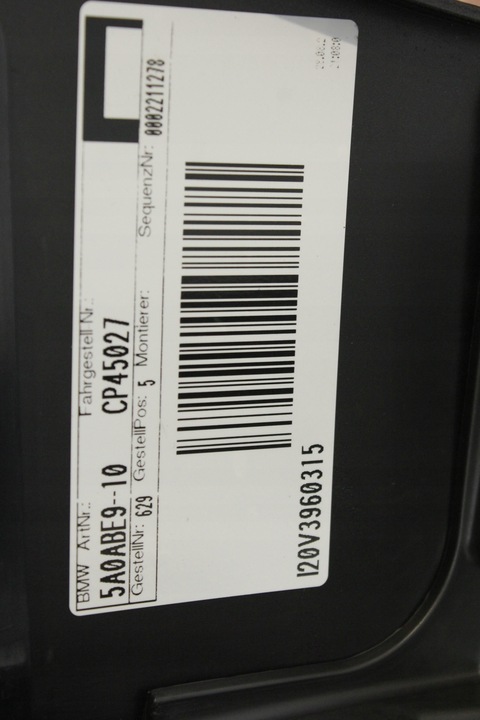 BMW ArtNr.: Fahrgestell Nr.:
5A0ABE9--10 CP45027
GestellNr: 629 GestellPos: 5 Montierer: SequenzNr: 0002211278
I20V3960315